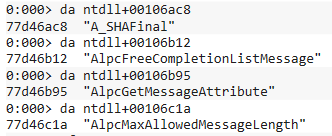 0:000> da ntdll+00106ac8
77d46ac8 "A_SHAFinal"
0:000> da ntdll+00106b12
77d46b12 "AlpcFreeCompletionListMessage"
0:000> da ntdll+00106b95
77d46b95 "AlpcGetMessageAttribute"
0:000> da ntdll+00106c1a
77d46c1a "AlpcMaxAllowedMessageLength"